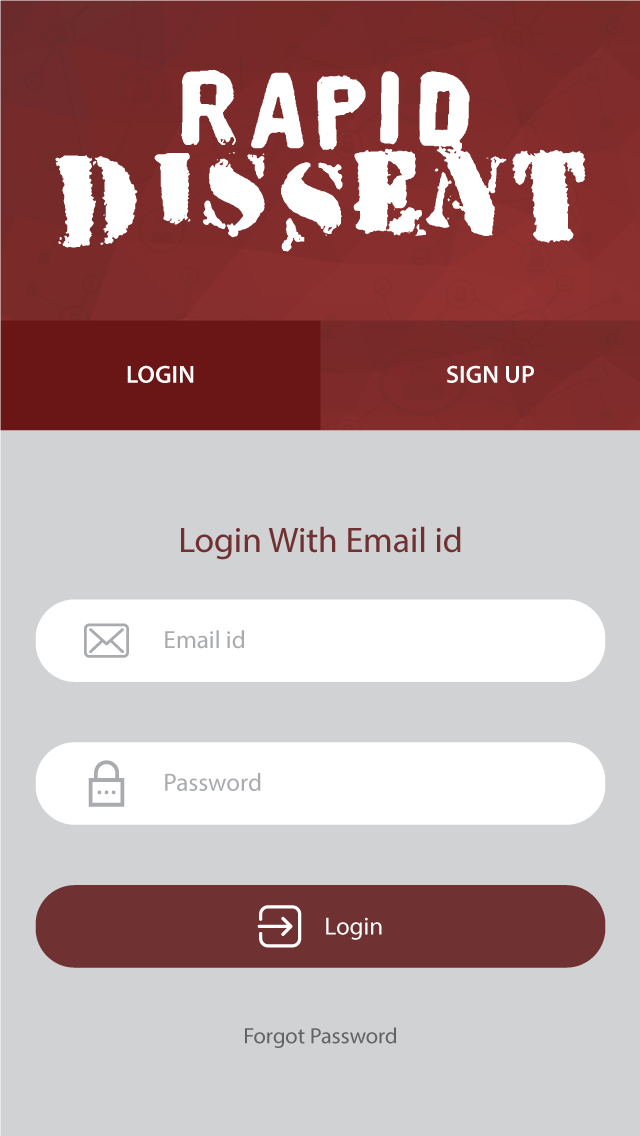 RAPID
DISSENT
LOGIN
SIGN UP
Login With Email id
Email id
Password
Login
Forgot Password